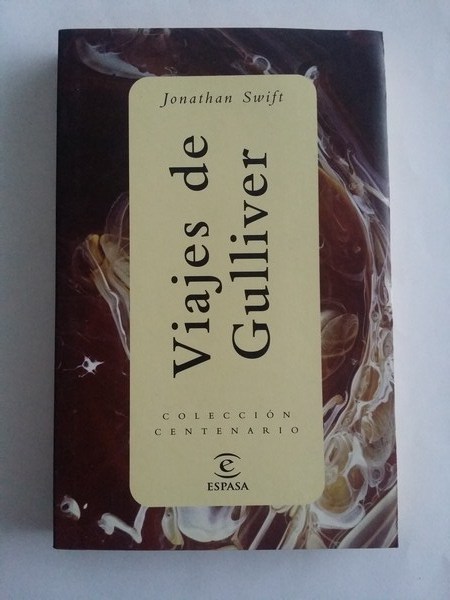 Jonathan Swift
Viajes de
Gulliver
COLECCIÓN
CENTENARIO
ESPASA